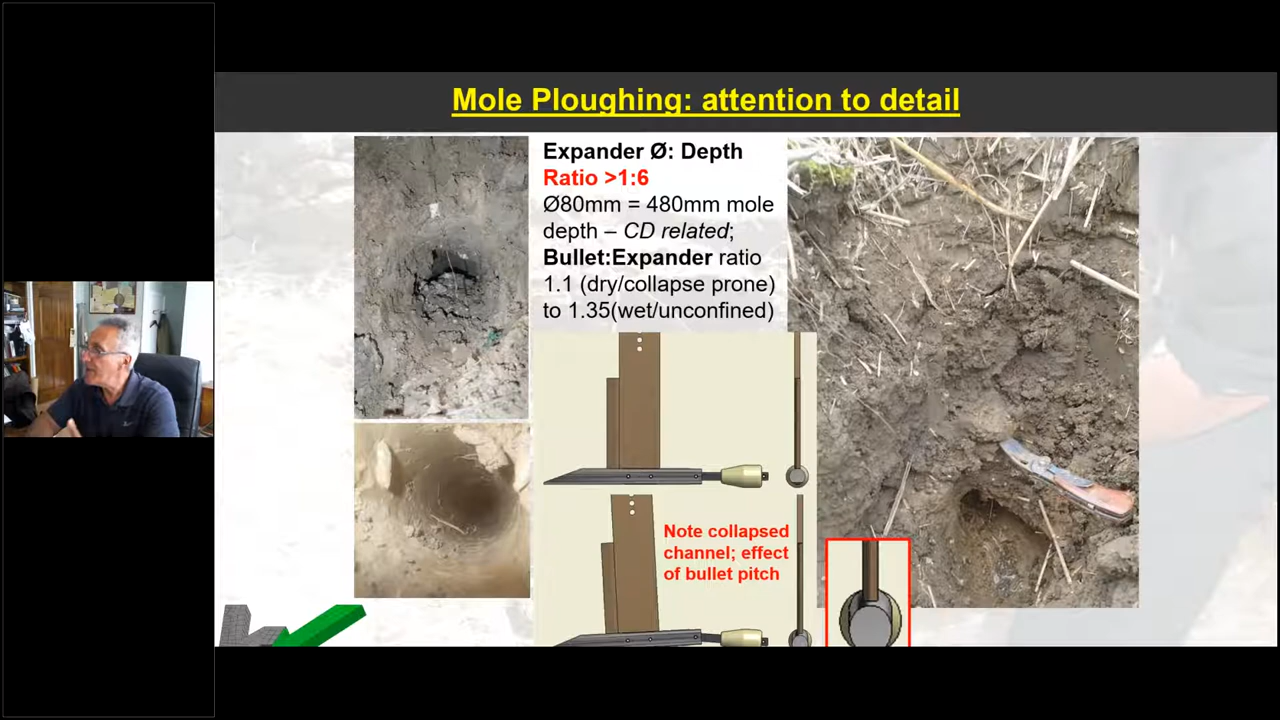 Mole Ploughing: attention to detail
Expander Ø: Depth
Ratio >1:6
Ø80mm = 480mm mole
depth – CD related;
Bullet:Expander ratio
1.1 (dry/collapse prone)
to 1.35(wet/unconfined)
Note collapsed
channel; effect
of bullet pitch